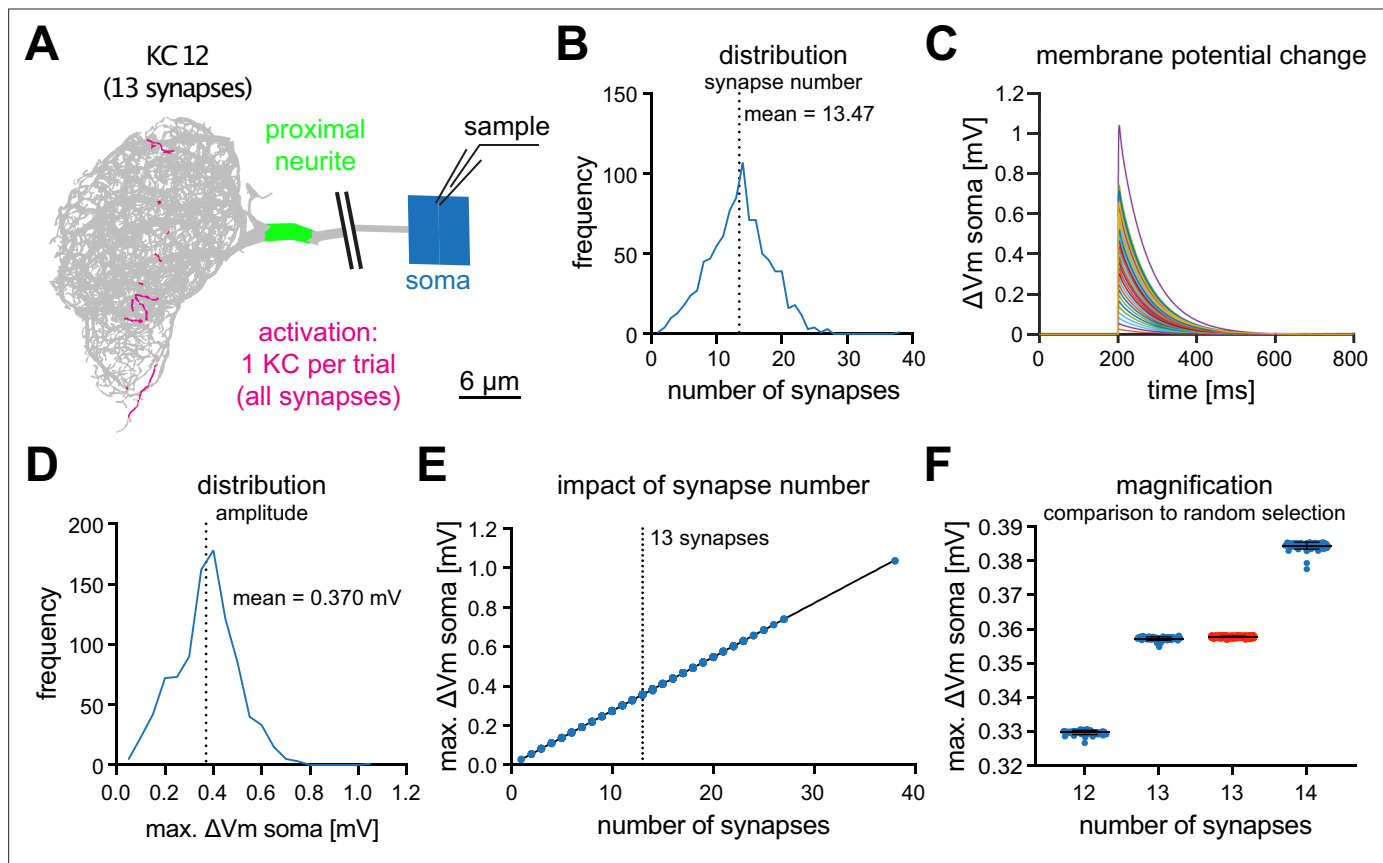 A
KC 12
(13 synapses)
proximal
neurite
sample
soma
activation:
1 KC per trial
(all synapses)
6 µm
B
distribution
synapse number
mean = 13.47
150
100
50
0
frequency
0 10 20 30 40
number of synapses
C
membrane potential change
1.2
1
0.8
0.6
0.4
0.2
0
ΔVm soma [mV]
0 200 400 600 800
time [ms]
D
distribution
amplitude
mean = 0.370 mV
200
150
100
50
0
frequency
0.0 0.2 0.4 0.6 0.8 1.0 1.2
max. ΔVm soma [mV]
E
impact of synapse number
13 synapses
1.2
1.0
0.8
0.6
0.4
0.2
0.0
max. ΔVm soma [mV]
0 10 20 30 40
number of synapses
F
magnification
comparison to random selection
0.39
0.38
0.36
0.35
0.33
0.32
max. ΔVm soma [mV]
12 13 13 14
number of synapses